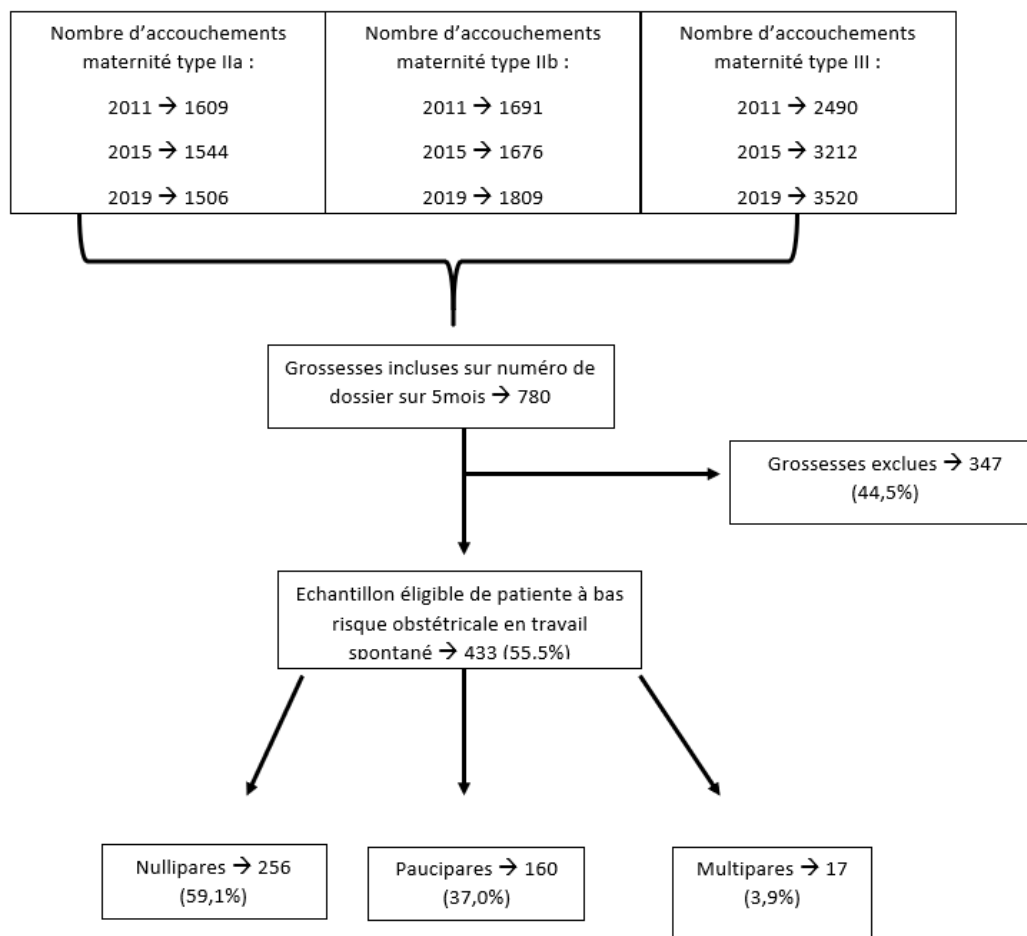 Nombre d’accouchements
maternité type IIa :
2011 → 1609
2015 → 1544
2019 → 1506
Nombre d’accouchements
maternité type IIb :
2011 → 1691
2015 → 1676
2019 → 1809
Nombre d’accouchements
maternité type III :
2011 → 2490
2015 → 3212
2019 → 3520
Grossesses incluses sur numéro de
dossier sur 5mois → 780
Grossesses exclues → 347
(44,5%)
Echantillon éligible de patiente à bas
risque obstétricale en travail
spontané → 433 (55.5%)
Nullipares → 256
(59,1%)
Paucipares → 160
(37,0%)
Multipares → 17
(3,9%)